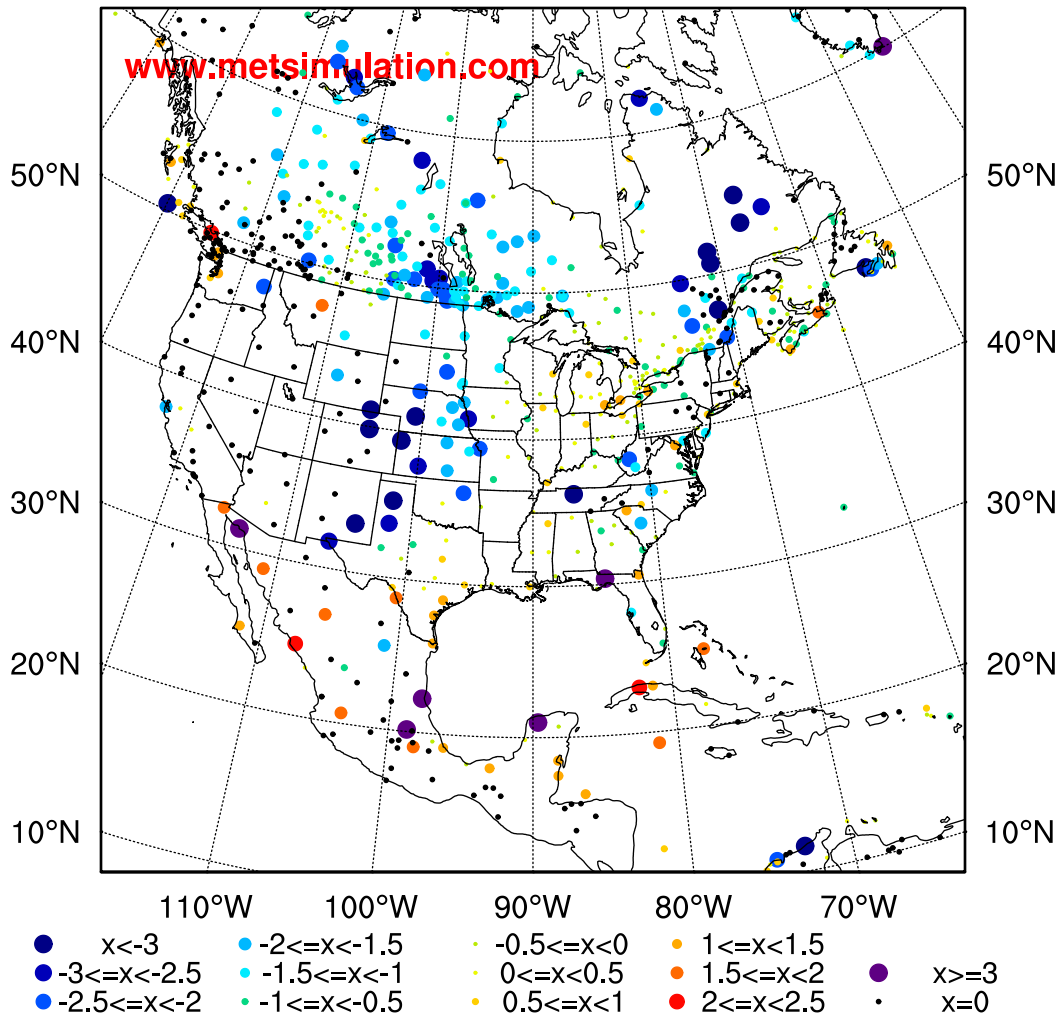 www.metsimulation.com
50°N 50°N
40°N 40°N
30°N 30°N
20°N 20°N
10°N 10°N
110°W 100°W 90°W 80°W 70°W
x<-3 -2<=x<-1.5 -0.5<=x<0 1<=x<1.5
-3<=x<-2.5 -1.5<=x<-1 0<=x<0.5 1.5<=x<2 x>=3
-2.5<=x<-2 -1<=x<-0.5 0.5<=x<1 2<=x<2.5 x=0